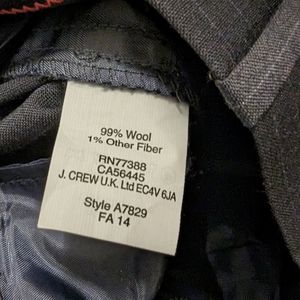 99% Wool
1% Other Fiber
RN77388
CA56445
J. CREW U.K. Ltd EC4V 6JA
Style A7829
FA 14